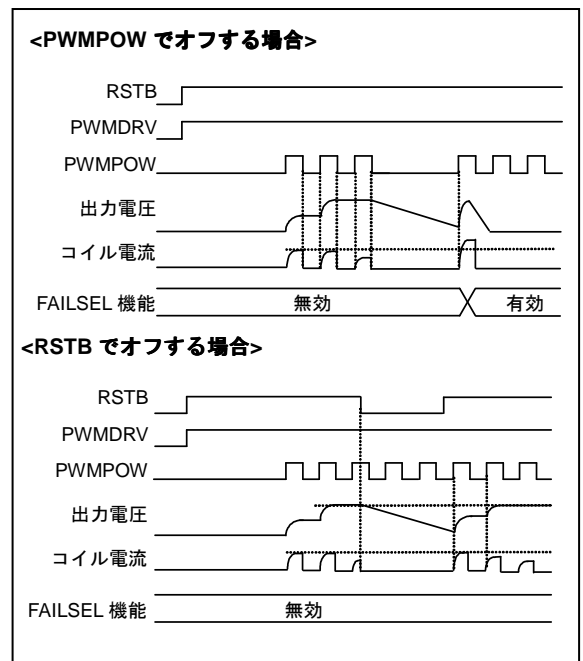 <PWMPOW でオフする場合>
RSTB
PWMDRV
PWMPOW
出力電圧
コイル電流
FAILSEL 機能 無効 有効
<RSTB でオフする場合>
RSTB
PWMDRV
PWMPOW
出力電圧
コイル電流
FAILSEL 機能 無効